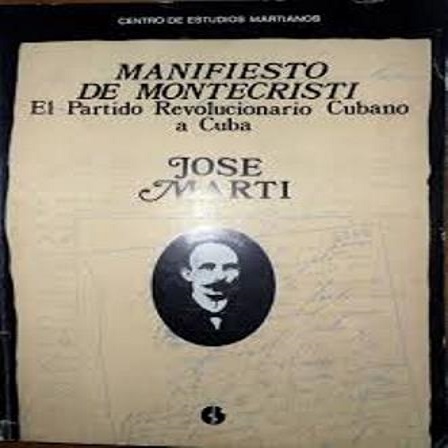 CENTRO DE ESTUDIOS MARTIANOS
MANIFIESTO
DE MONTECRISTI
El Partido Revolucionario Cubano
a Cuba
JOSE
MARTI